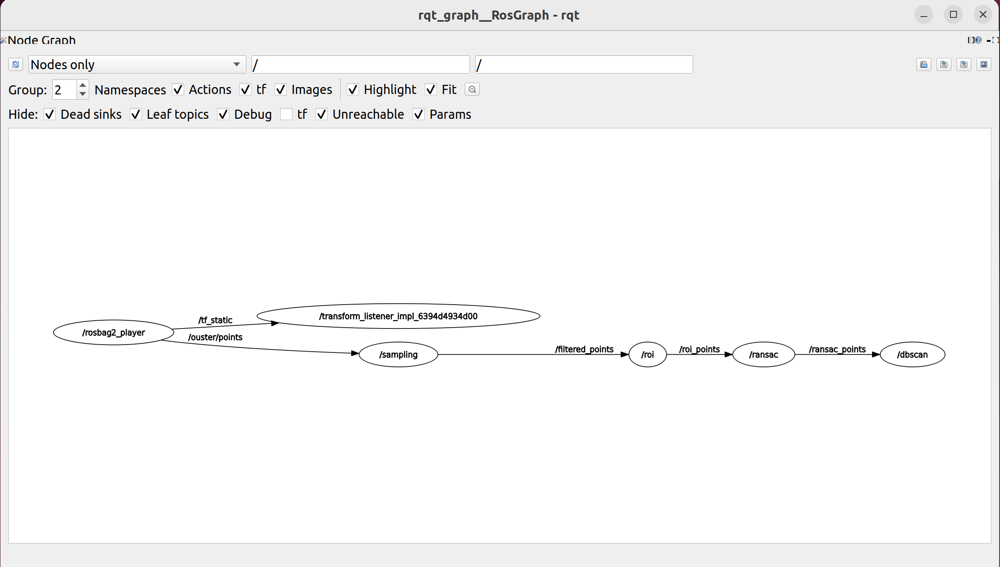 rqt_graph__RosGraph - rqt
Node Graph
Nodes only
/
/
Group: 2 Namespaces Actions tf Images Highlight Fit
Hide: Dead sinks Leaf topics Debug tf Unreachable Params
/tf_static
/transform_listener_impl_6394d4934d00
/rosbag2_player
/ouster/points
/sampling
/filtered_points
/roi
/roi_points
/ransac
/ransac_points
/dbscan